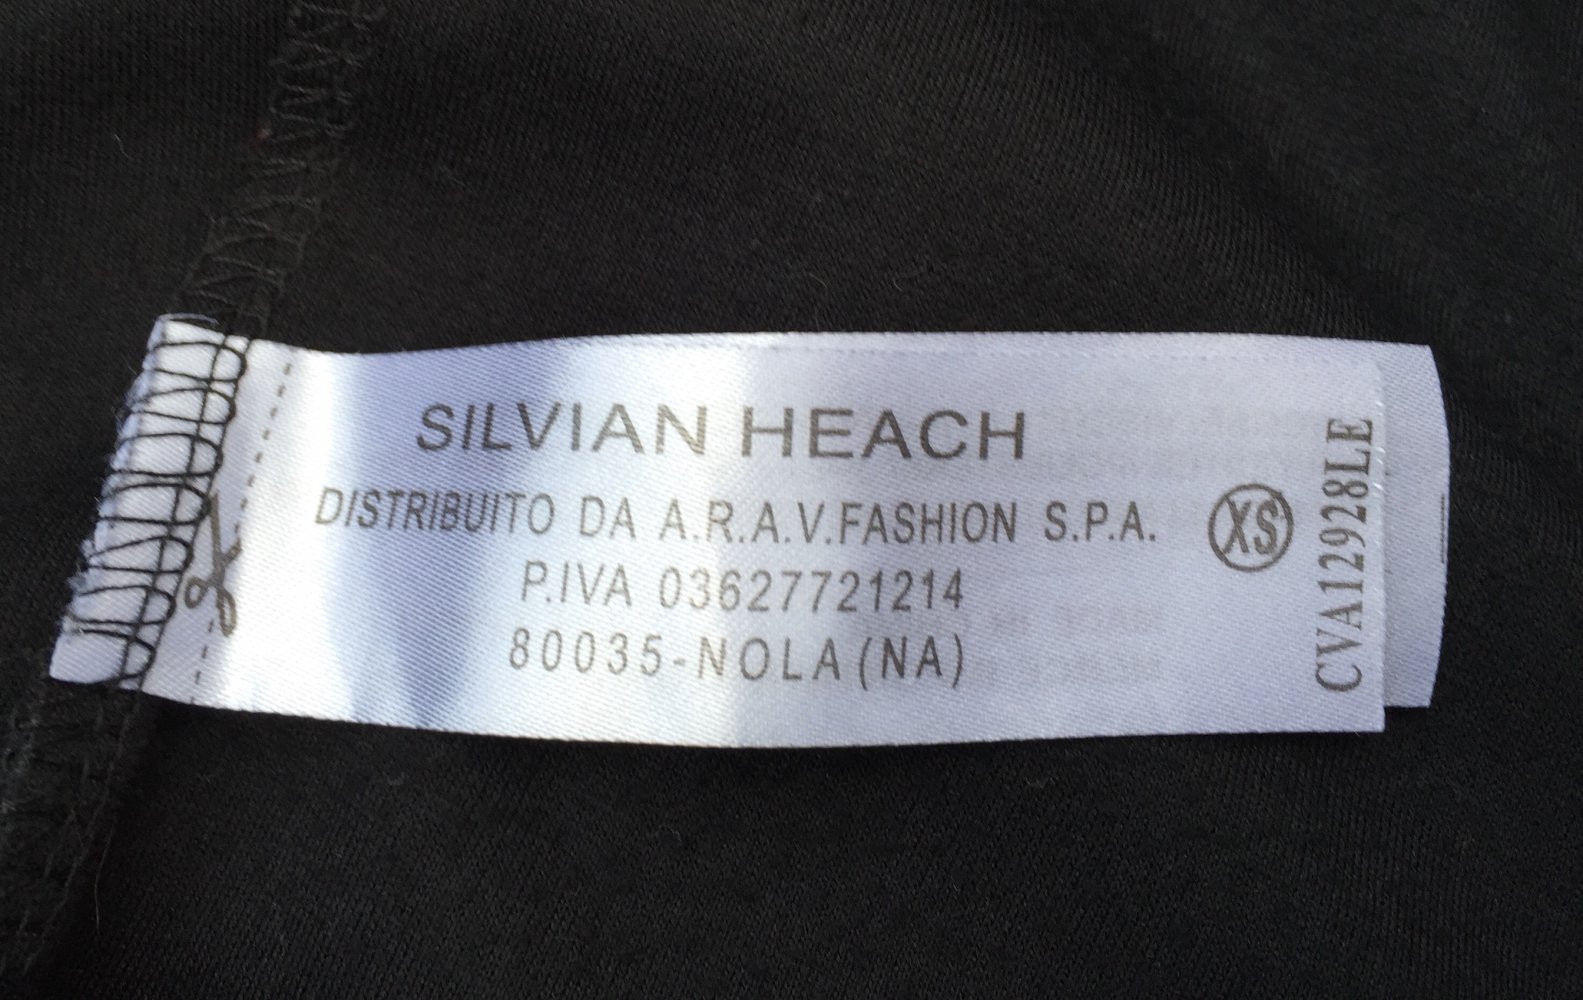 SILVIAN HEACH
DISTRIBUITO DA A.R.A.V.FASHION S.P.A.
P.IVA 03627721214
80035-NOLA(NA)
XS
CVA12928LE